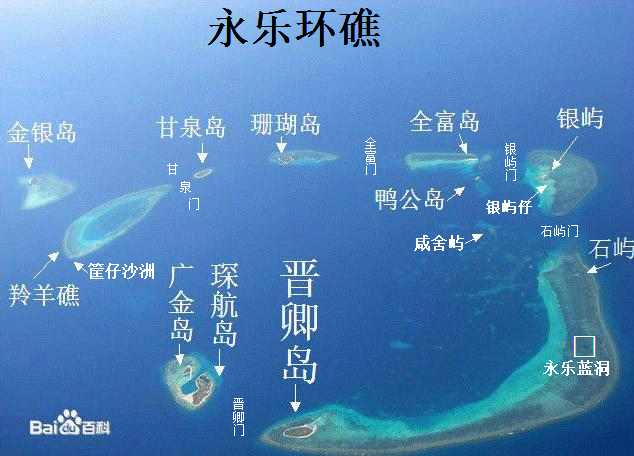 永乐环礁
金银岛
甘泉岛
珊瑚岛
全富岛
银屿
甘泉门
全富门
银屿门
鸭公岛
银屿仔
咸舍屿
石屿门
石屿
羚羊礁
筐仔沙洲
广金岛
琛航岛
晋卿岛
永乐蓝洞
晋卿门
Bai百科